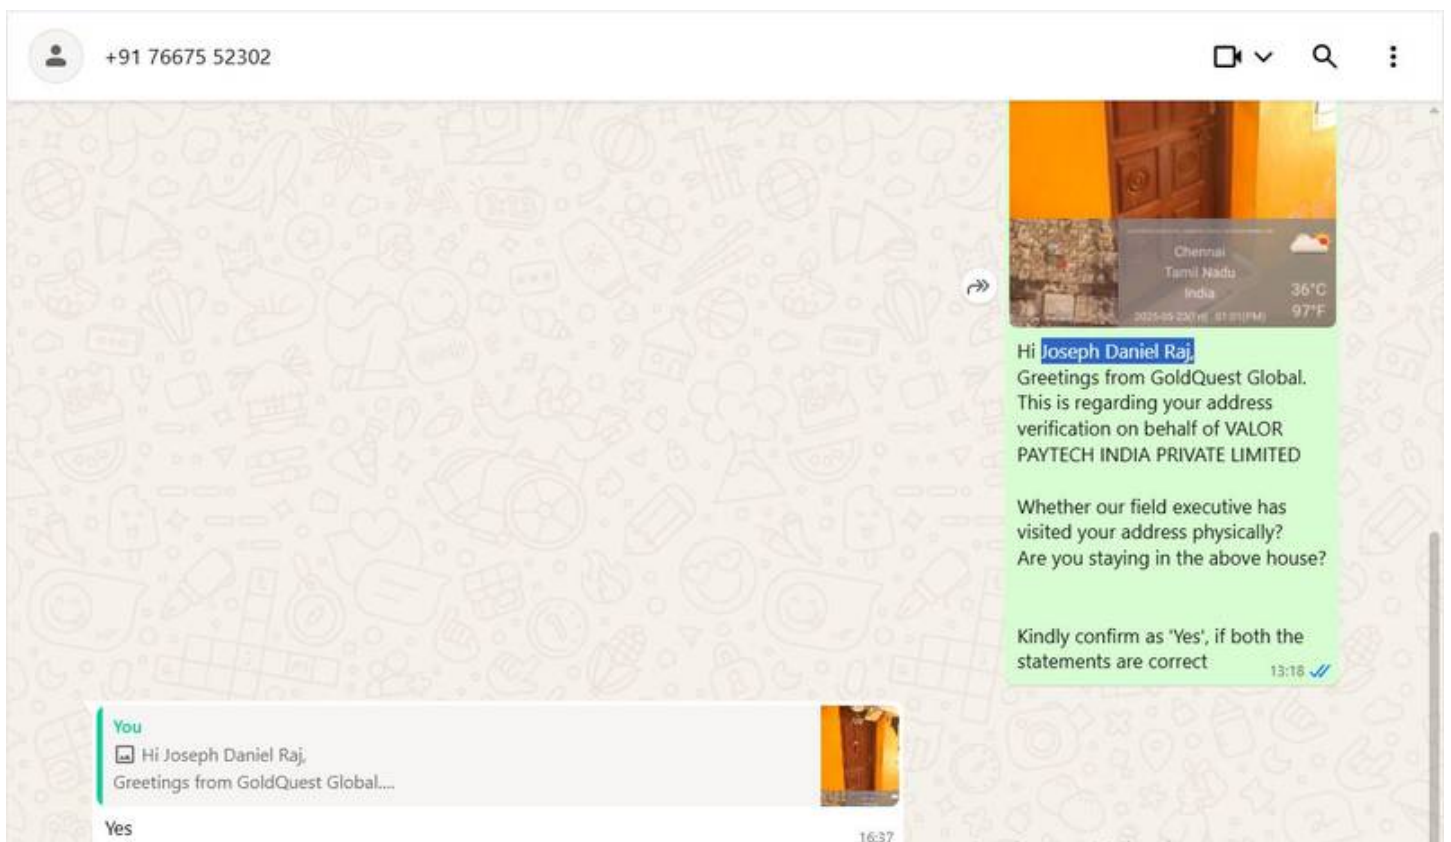 +91 76675 52302
Chennai
Tamil Nadu
India
36°C
97°F
Hi Joseph Daniel Raj,
Greetings from GoldQuest Global.
This is regarding your address
verification on behalf of VALOR
PAYTECH INDIA PRIVATE LIMITED
Whether our field executive has
visited your address physically?
Are you staying in the above house?
Kindly confirm as 'Yes', if both the
statements are correct
13:18
You
Hi Joseph Daniel Raj,
Greetings from GoldQuest Global....
Yes
16:37